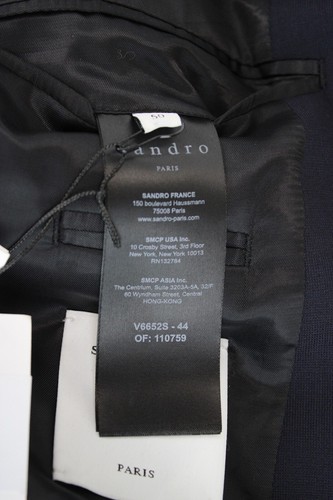 50
sandro
PARIS
SANDRO FRANCE
150 boulevard Haussmann
75008 Paris
www.sandro-paris.com
SMCP USA Inc.
10 Crosby Street, 3rd Floor
New York, New York 10013
RN132784
SMCP ASIA Inc.
The Centrium, Suite 3203A-5A, 32/F
60 Wyndham Street, Central
HONG-KONG
V6652S - 44
OF: 110759
S
PARIS